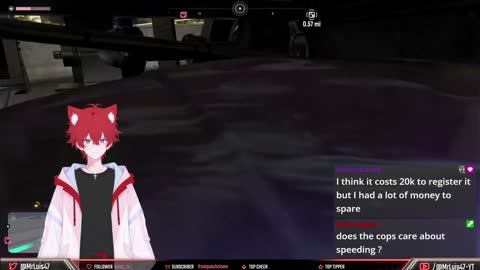 0.57 mi
I think it costs 20k to register it
but I had a lot of money to
spare
does the cops care about
speeding ?
@MrLuis47
FOLLOWER
SUBSCRIBER
TOP CHEER
TOP TIPPER
@MrLuis47-YT